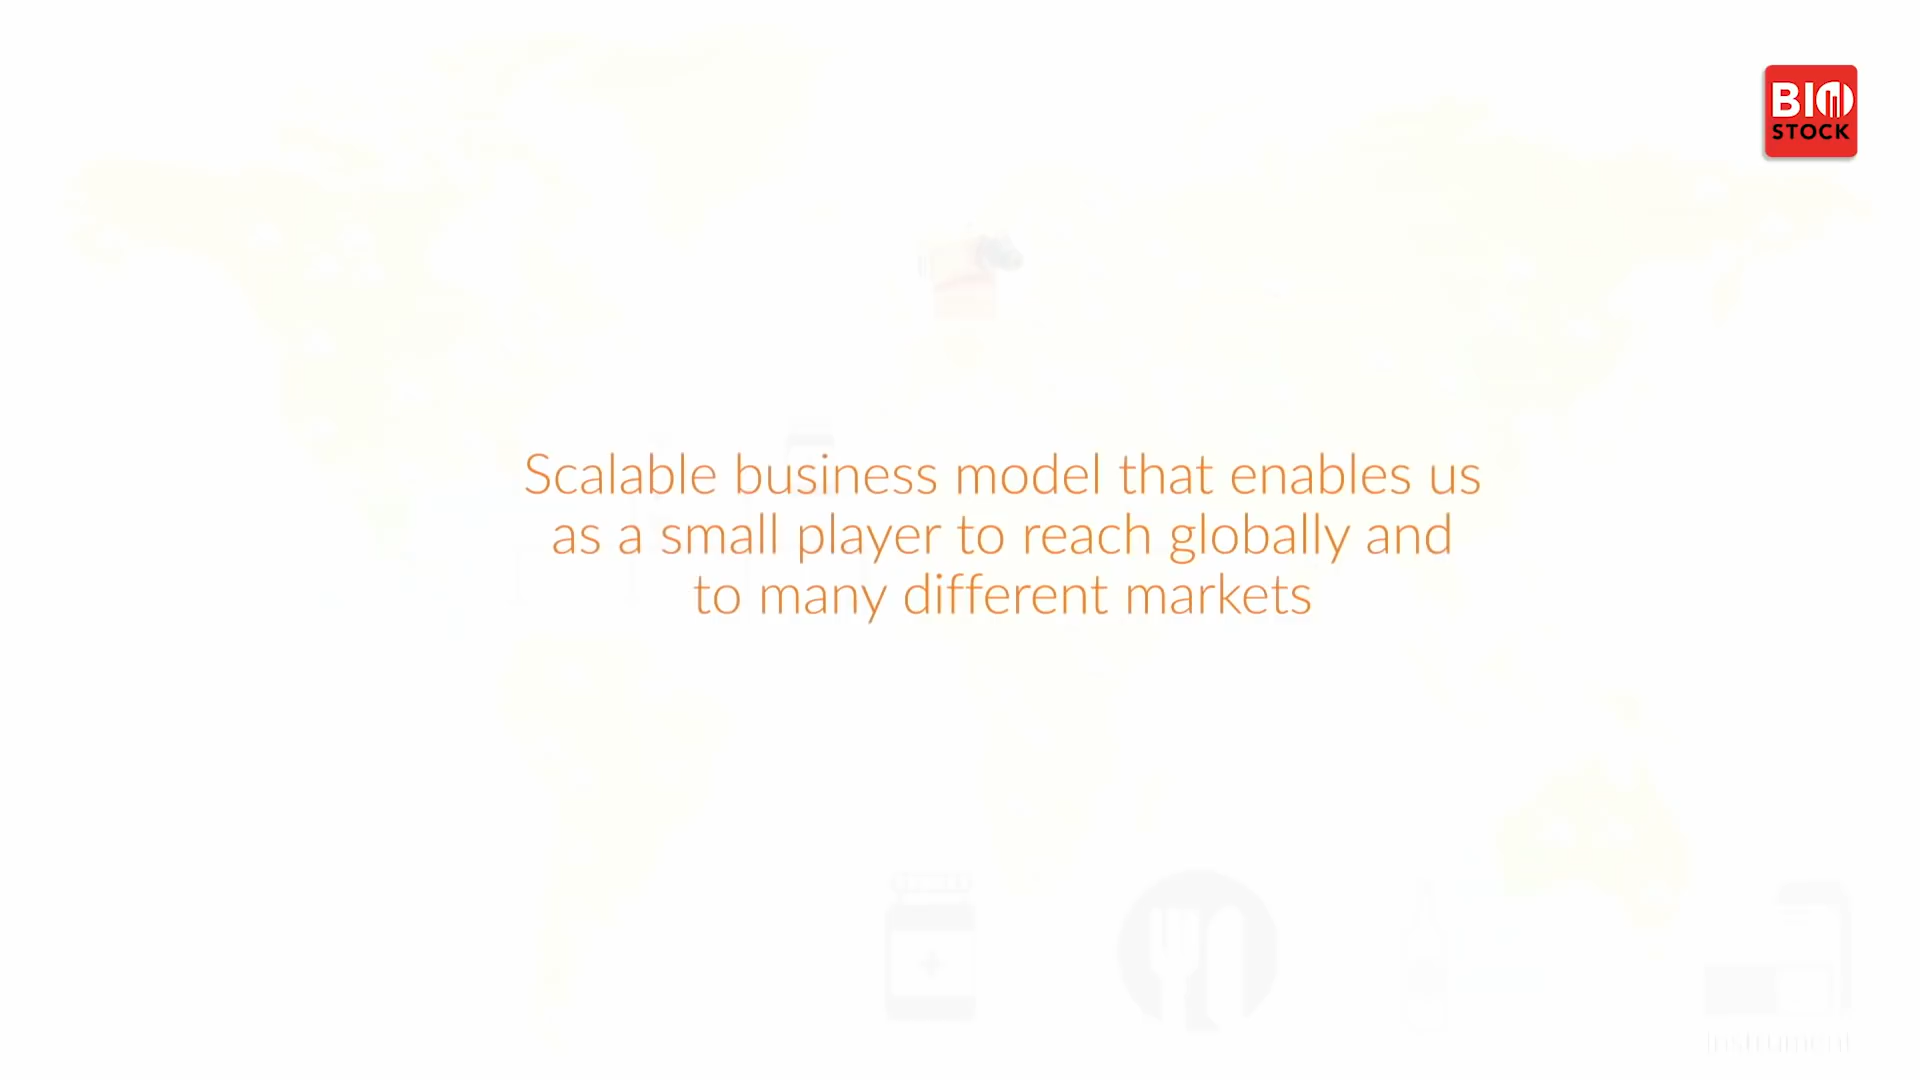 BIO
STOCK
Scalable business model that enables us
as a small player to reach globally and
to many different markets
Instrument